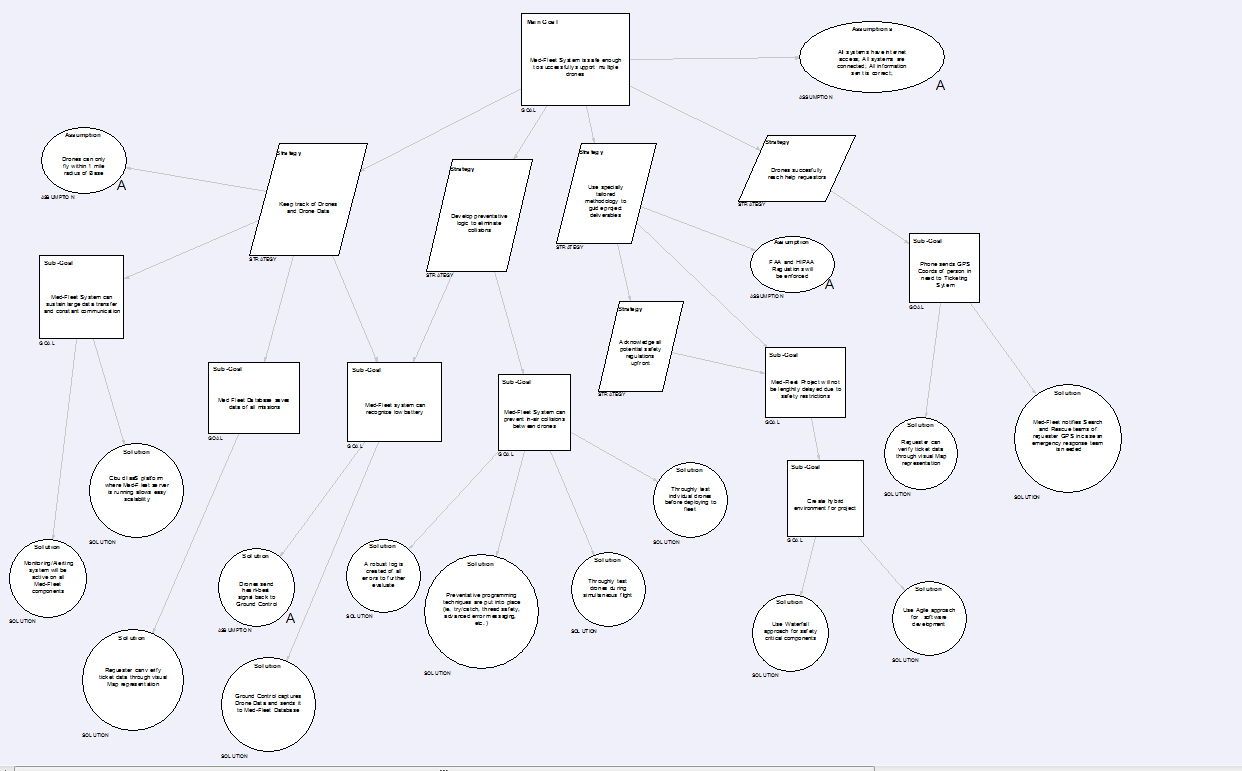 Main Goal
Med-Fleet System is safe enough
to successfully support multiple
drones
GOAL
Assumptions
All systems have internet
access; All systems are
connected; All information
sent is correct;
A
ASSUMPTION
Assumption
Drones can only
fly within 1 mile
radius of Base
A
ASSUMPTION
Strategy
Keep track of Drones
and Drone Data
STRATEGY
Strategy
Develop preventative
logic to eliminate
collisions
STRATEGY
Strategy
Use specially
tailored
methodology to
guide project
deliverables
STRATEGY
Strategy
Drones succesfully
reach help requestors
STRATEGY
Assumption
FAA and HIPAA
Regulations will
be enforced
A
ASSUMPTION
Sub-Goal
Phone sends GPS
Coords of person in
need to Ticketing
System
GOAL
Sub-Goal
Med-Fleet System can
sustain large data transfer
and constant communication
GOAL
Strategy
Acknowledge all
potential safety
regulations
upfront
STRATEGY
Sub-Goal
Med Fleet Database saves
data of all missions
GOAL
Sub-Goal
Med-Fleet system can
recognize low battery
GOAL
Sub-Goal
Med-Fleet System can
prevent in-air collisions
between drones
GOAL
Sub-Goal
Med-Fleet Project will not
be lengthily delayed due to
safety restrictions
GOAL
Solution
Requester can
verify ticket data
through visual Map
representation
SOLUTION
Solution
Med-Fleet notifies Search
and Rescue teams of
requester GPS incase an
emergency response team
is needed
SOLUTION
Solution
Cloud IaaS platform
where Med-Fleet server
is running allows easy
scalability
SOLUTION
Solution
Throughly test
individual drones
before deploying to
fleet
SOLUTION
Sub-Goal
Create hybrid
environment for project
GOAL
Solution
Monitoring/Alerting
system will be
active on all
Med-Fleet
components
SOLUTION
Solution
Drones send
heart-beat
signal back to
Ground Control
A
ASSUMPTION
Solution
A robust log is
created of all
errors to further
evaluate
SOLUTION
Solution
Preventative programming
techniques are put into place
(ie. try/catch, thread safety,
advanced error messaging,
etc.)
SOLUTION
Solution
Throughly test
drones during
simultaneous flight
SOLUTION
Solution
Use Waterfall
approach for safety
critical components
SOLUTION
Solution
Use Agile approach
for software
development
SOLUTION
Solution
Requester can verify
ticket data through visual
Map representation
SOLUTION
Solution
Ground Control captures
Drone Data and sends it
to Med-Fleet Database
SOLUTION